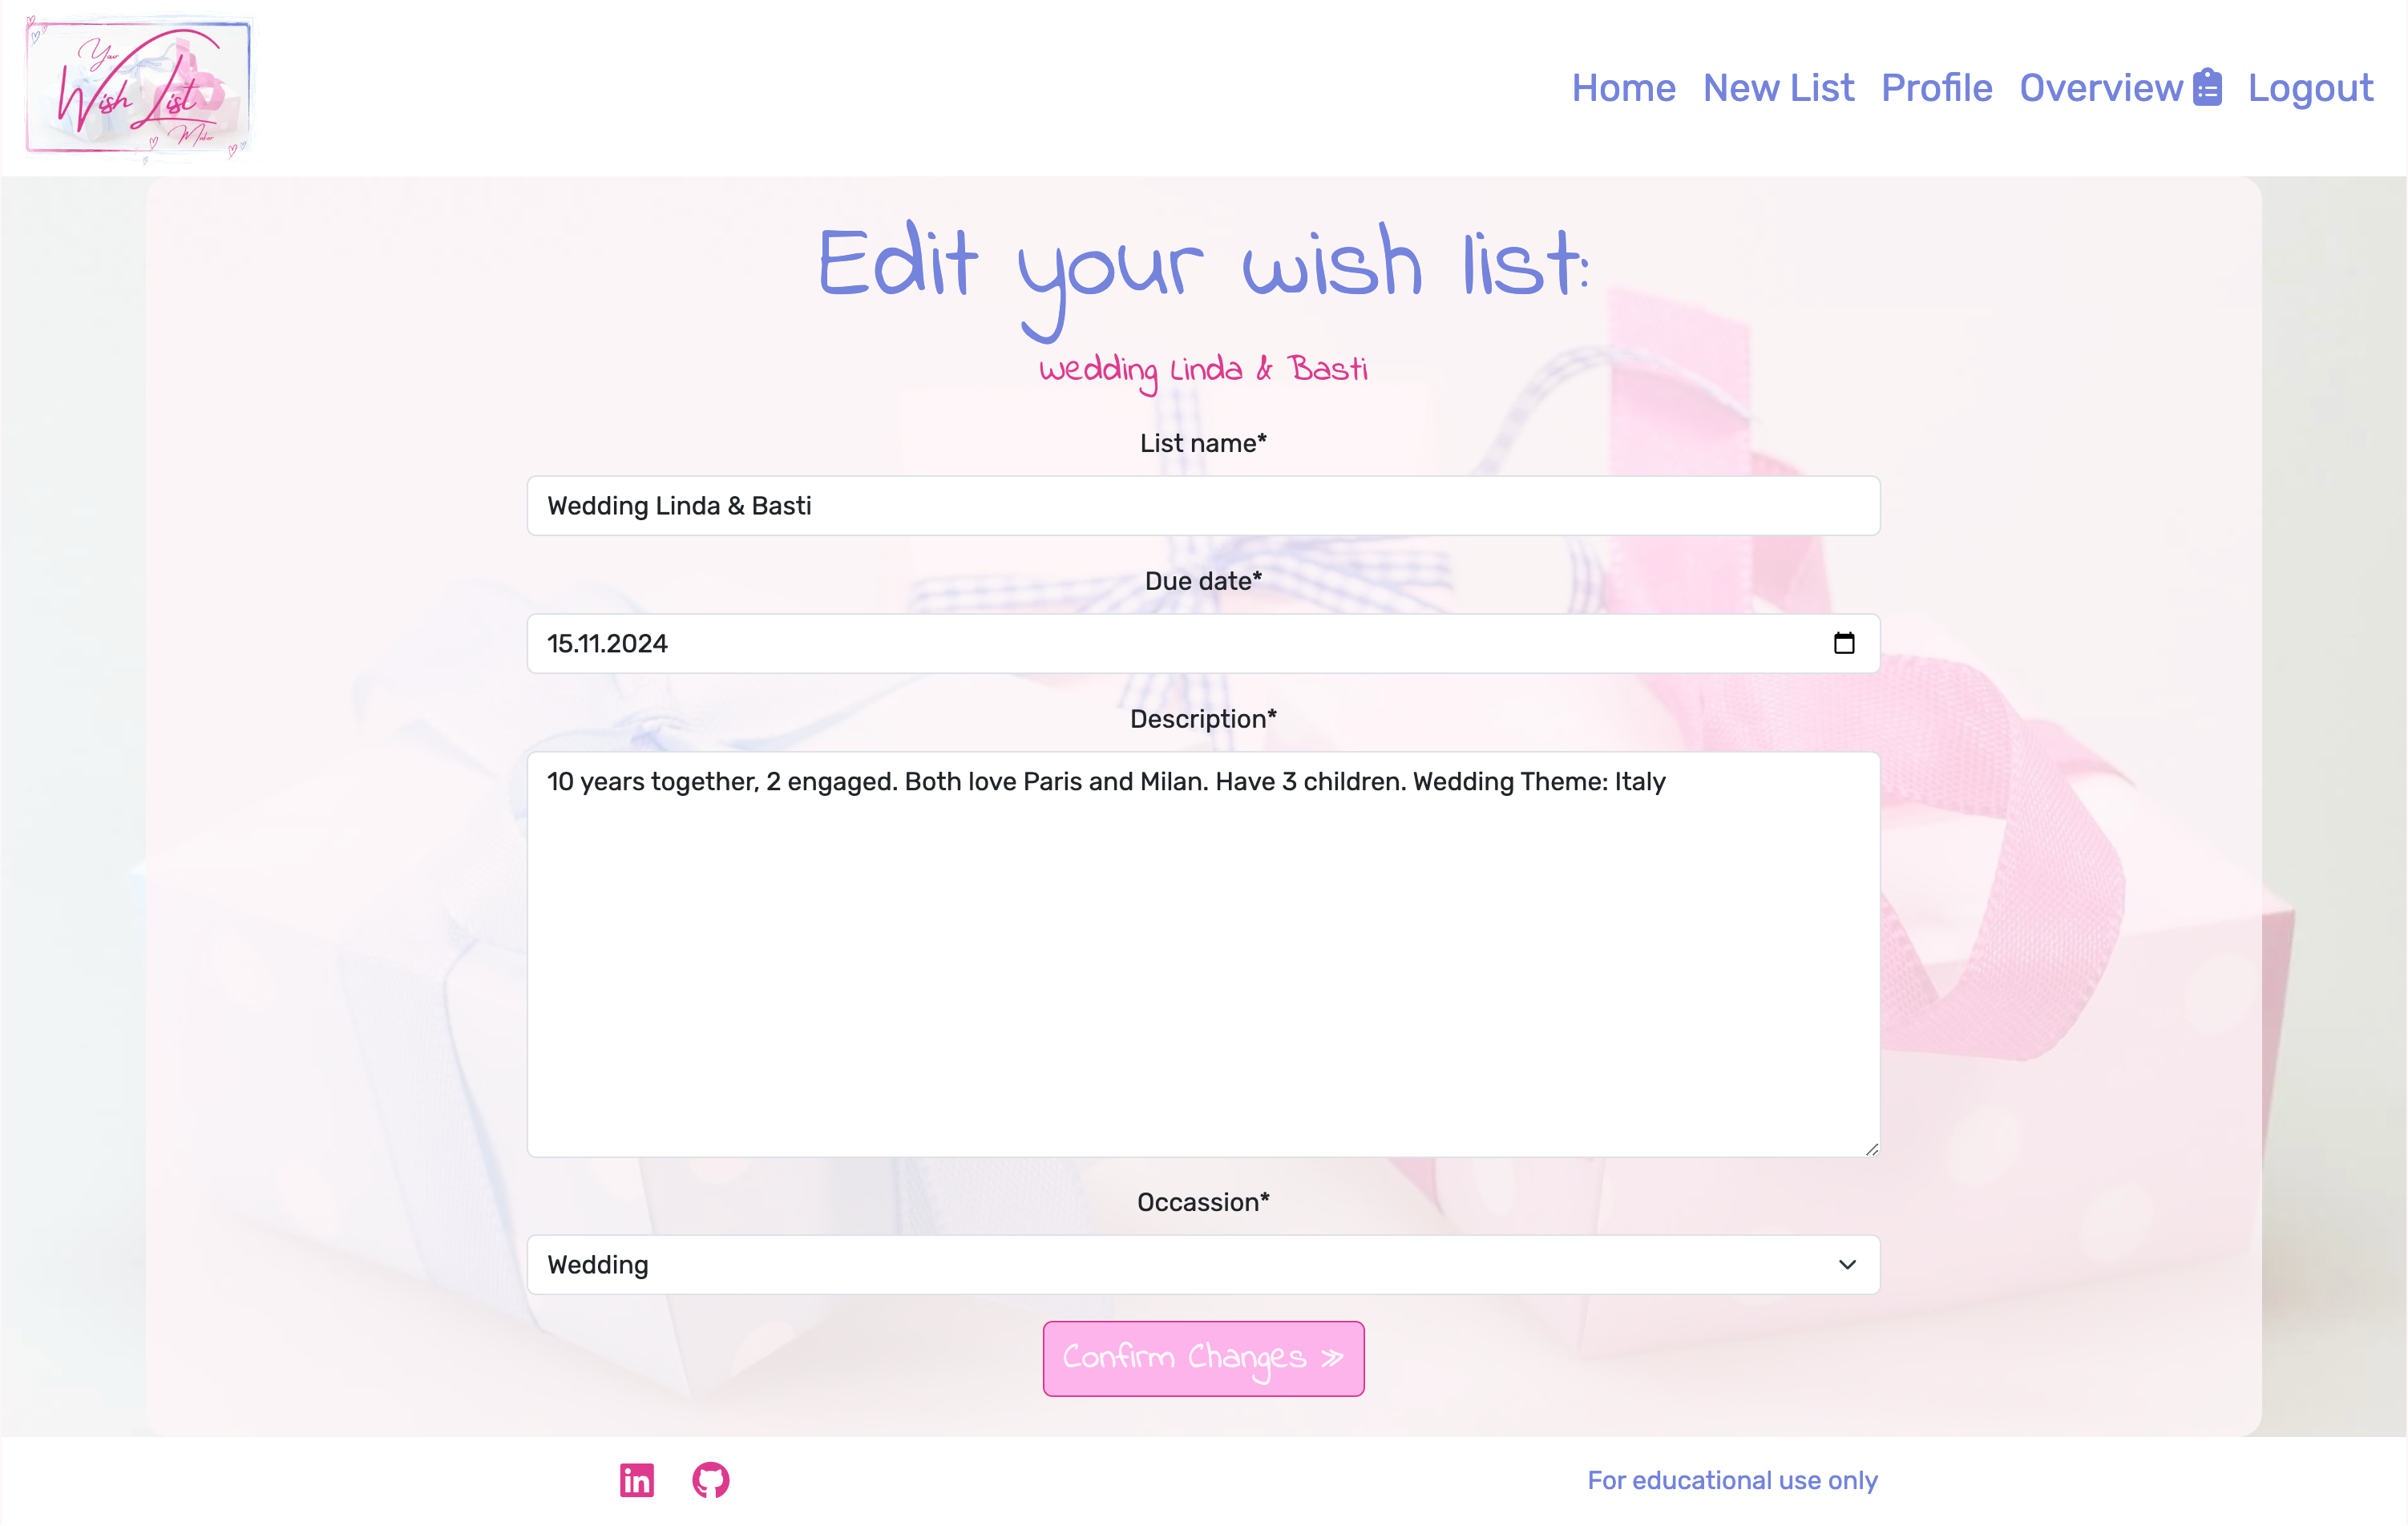 Your
Wish List
Maker
Home New List Profile Overview Logout
Edit your wish list:
Wedding Linda & Basti
List name*
Wedding Linda & Basti
Due date*
15.11.2024
Description*
10 years together, 2 engaged. Both love Paris and Milan. Have 3 children. Wedding Theme: Italy
Occassion*
Wedding
Confirm Changes »
in
For educational use only